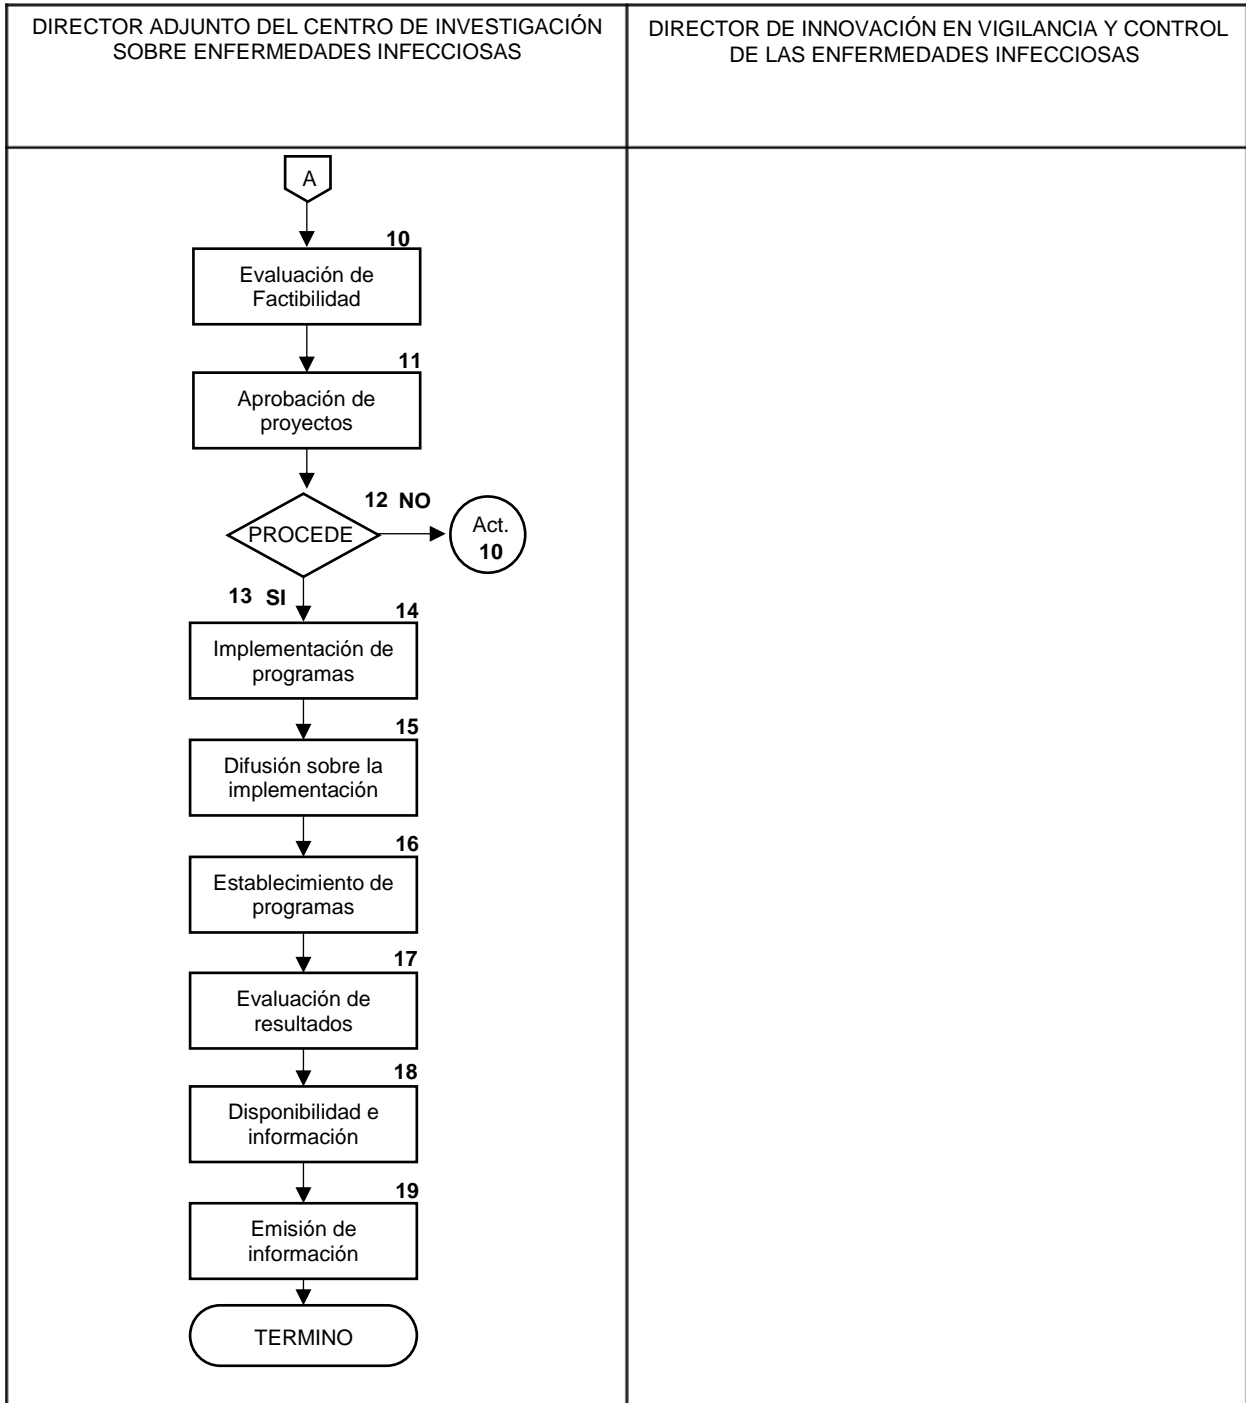 DIRECTOR ADJUNTO DEL CENTRO DE INVESTIGACIÓN
SOBRE ENFERMEDADES INFECCIOSAS
DIRECTOR DE INNOVACIÓN EN VIGILANCIA Y CONTROL
DE LAS ENFERMEDADES INFECCIOSAS
A
10
Evaluación de
Factibilidad
11
Aprobación de
proyectos
12 NO
PROCEDE
Act.
10
13 SI
14
Implementación de
programas
15
Difusión sobre la
implementación
16
Establecimiento de
programas
17
Evaluación de
resultados
18
Disponibilidad e
información
19
Emisión de
información
TERMINO